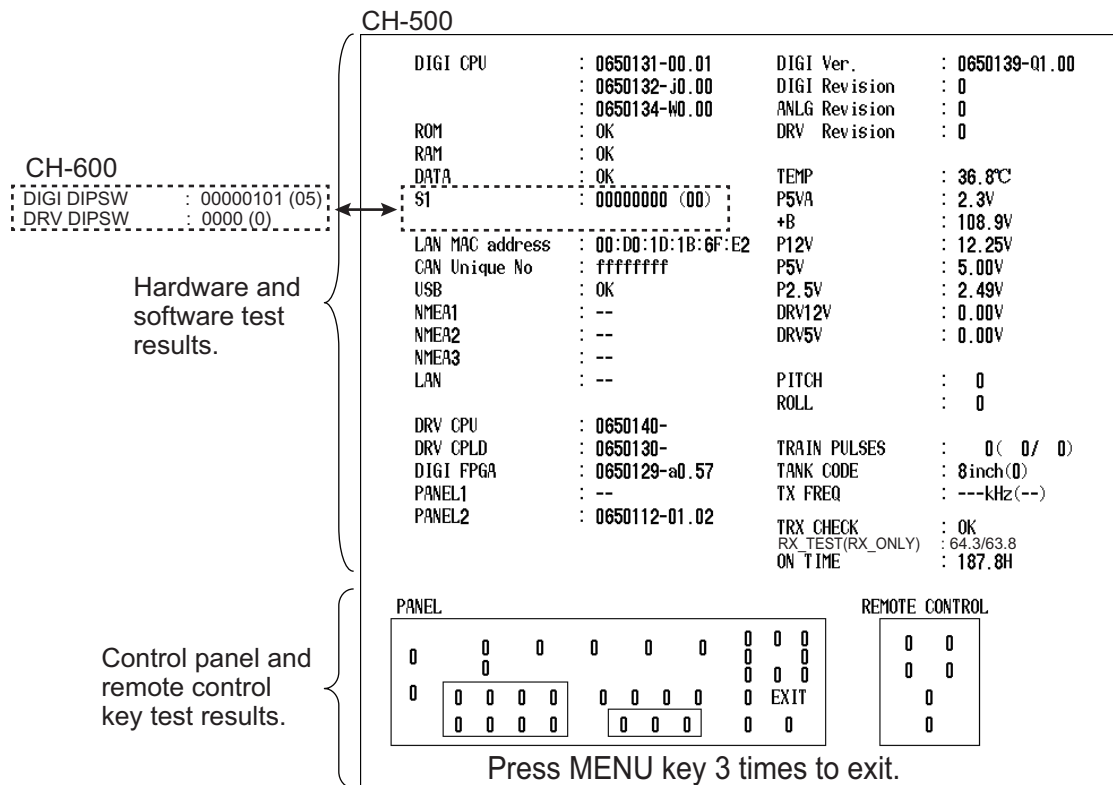 CH-500
DIGI CPU : 0650131-00.01
: 0650132-j0.00
: 0650134-W0.00
ROM : OK
RAM : OK
DATA : OK
S1 : 00000000 (00)
LAN MAC address : 00:D0:1D:1B:6F:E2
CAN Unique No : ffffffff
USB : OK
NMEA1 : --
NMEA2 : --
NMEA3 : --
LAN : --
DRV CPU : 0650140-
DRV CPLD : 0650130-
DIGI FPGA : 0650129-a0.57
PANEL1 : --
PANEL2 : 0650112-01.02
DIGI Ver. : 0650139-Q1.00
DIGI Revision : 0
ANLG Revision : 0
DRV Revision : 0
TEMP : 36.8℃
P5VA : 2.3V
+B : 108.9V
P12V : 12.25V
P5V : 5.00V
P2.5V : 2.49V
DRV12V : 0.00V
DRV5V : 0.00V
PITCH : 0
ROLL : 0
TRAIN PULSES : 0( 0/ 0)
TANK CODE : 8inch(0)
TX FREQ : ---kHz(--)
TRX CHECK : OK
RX_TEST(RX_ONLY) : 64.3/63.8
ON TIME : 187.8H
CH-600
DIGI DIPSW : 00000101 (05)
DRV DIPSW : 0000 (0)
Hardware and
software test
results.
Control panel and
remote control
key test results.
PANEL
0 0 0 0 0 0 0
0 0 0
0 0
0 0 0 0
0 0 0 0 0 0 0 0 0 0 EXIT
0 0 0 0 0 0 0 0 0
REMOTE CONTROL
0 0
0 0
0
0
Press MENU key 3 times to exit.